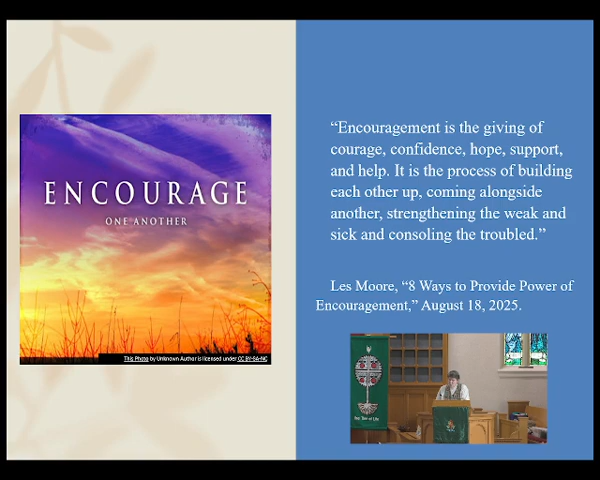 ENCOURAGE
ONE ANOTHER
This Photo by Unknown Author is licensed under CC BY-SA-NC
“Encouragement is the giving of
courage, confidence, hope, support,
and help. It is the process of building
each other up, coming alongside
another, strengthening the weak and
sick and consoling the troubled.”
Les Moore, “8 Ways to Provide Power of
Encouragement,” August 18, 2025.